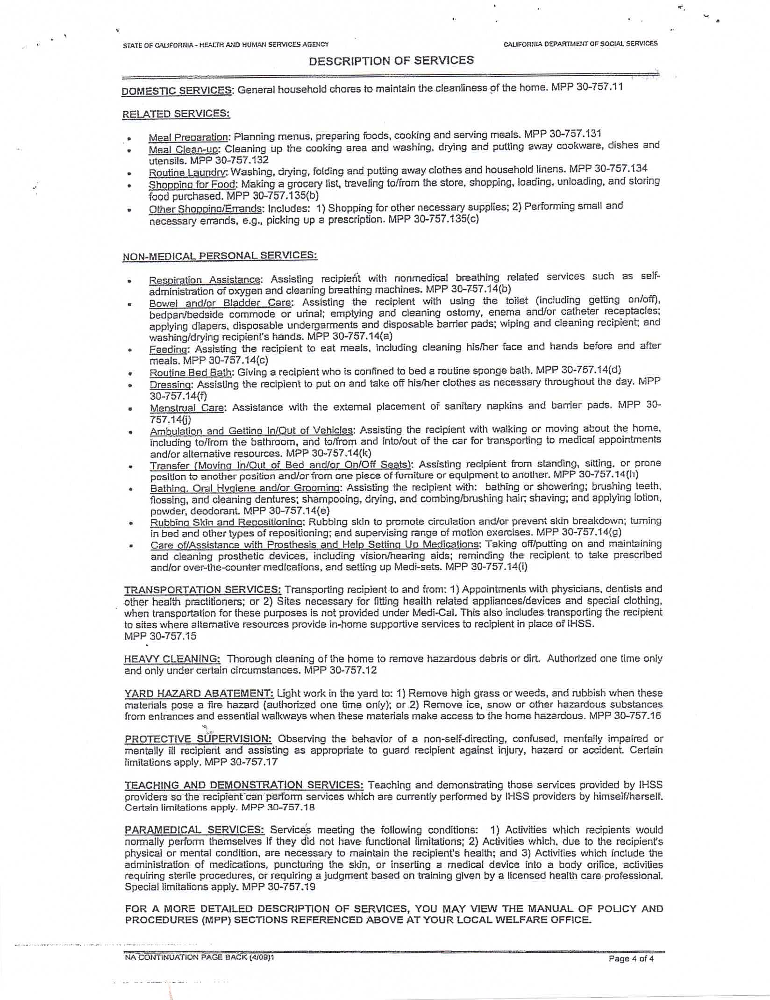 STATE OF CALIFORNIA - HEALTH AND HUMAN SERVICES AGENCY
CALIFORNIA DEPARTMENT OF SOCIAL SERVICES
DESCRIPTION OF SERVICES
DOMESTIC SERVICES: General household chores to maintain the cleanliness of the home. MPP 30-757.11
RELATED SERVICES:
• Meal Preparation: Planning menus, preparing foods, cooking and serving meals. MPP 30-757.131
• Meal Clean-up: Cleaning up the cooking area and washing, drying and putting away cookware, dishes and
utensils. MPP 30-757.132
• Routine Laundry: Washing, drying, folding and putting away clothes and household linens. MPP 30-757.134
• Shopping for Food: Making a grocery list, traveling to/from the store, shopping, loading, unloading, and storing
food purchased. MPP 30-757.135(b)
• Other Shopping/Errands: Includes: 1) Shopping for other necessary supplies; 2) Performing small and
necessary errands, e.g., picking up a prescription. MPP 30-757.135(c)
NON-MEDICAL PERSONAL SERVICES:
• Respiration Assistance: Assisting recipient with nonmedical breathing related services such as self-
administration of oxygen and cleaning breathing machines. MPP 30-757.14(b)
• Bowel and/or Bladder Care: Assisting the recipient with using the toilet (including getting on/off),
bedpan/bedside commode or urinal; emptying and cleaning ostomy, enema and/or catheter receptacles;
applying diapers, disposable undergarments and disposable barrier pads; wiping and cleaning recipient; and
washing/drying recipient's hands. MPP 30-757.14(a)
• Feeding: Assisting the recipient to eat meals, including cleaning his/her face and hands before and after
meals. MPP 30-757.14(c)
• Routine Bed Bath: Giving a recipient who is confined to bed a routine sponge bath. MPP 30-757.14(d)
• Dressing: Assisting the recipient to put on and take off his/her clothes as necessary throughout the day. MPP
30-757.14(f)
• Menstrual Care: Assistance with the external placement of sanitary napkins and barrier pads. MPP 30-
757.14(j)
• Ambulation and Getting In/Out of Vehicles: Assisting the recipient with walking or moving about the home,
including to/from the bathroom, and to/from and into/out of the car for transporting to medical appointments
and/or alternative resources. MPP 30-757.14(k)
• Transfer (Moving In/Out of Bed and/or On/Off Seats): Assisting recipient from standing, sitting, or prone
position to another position and/or from one piece of furniture or equipment to another. MPP 30-757.14(h)
• Bathing, Oral Hygiene and/or Grooming: Assisting the recipient with: bathing or showering; brushing teeth,
flossing, and cleaning dentures; shampooing, drying, and combing/brushing hair; shaving; and applying lotion,
powder, deodorant. MPP 30-757.14(e)
• Rubbing Skin and Repositioning: Rubbing skin to promote circulation and/or prevent skin breakdown; turning
in bed and other types of repositioning; and supervising range of motion exercises. MPP 30-757.14(g)
• Care of/Assistance with Prosthesis and Help Setting Up Medications: Taking off/putting on and maintaining
and cleaning prosthetic devices, including vision/hearing aids; reminding the recipient to take prescribed
and/or over-the-counter medications, and setting up Medi-sets. MPP 30-757.14(i)
TRANSPORTATION SERVICES: Transporting recipient to and from: 1) Appointments with physicians, dentists and
other health practitioners; or 2) Sites necessary for fitting health related appliances/devices and special clothing,
when transportation for these purposes is not provided under Medi-Cal. This also includes transporting the recipient
to sites where alternative resources provide in-home supportive services to recipient in place of IHSS.
MPP 30-757.15
HEAVY CLEANING: Thorough cleaning of the home to remove hazardous debris or dirt. Authorized one time only
and only under certain circumstances. MPP 30-757.12
YARD HAZARD ABATEMENT: Light work in the yard to: 1) Remove high grass or weeds, and rubbish when these
materials pose a fire hazard (authorized one time only); or 2) Remove ice, snow or other hazardous substances
from entrances and essential walkways when these materials make access to the home hazardous. MPP 30-757.16
PROTECTIVE SUPERVISION: Observing the behavior of a non-self-directing, confused, mentally impaired or
mentally ill recipient and assisting as appropriate to guard recipient against injury, hazard or accident. Certain
limitations apply. MPP 30-757.17
TEACHING AND DEMONSTRATION SERVICES: Teaching and demonstrating those services provided by IHSS
providers so the recipient can perform services which are currently performed by IHSS providers by himself/herself.
Certain limitations apply. MPP 30-757.18
PARAMEDICAL SERVICES: Services meeting the following conditions: 1) Activities which recipients would
normally perform themselves if they did not have functional limitations; 2) Activities which, due to the recipient's
physical or mental condition, are necessary to maintain the recipient's health; and 3) Activities which include the
administration of medications, puncturing the skin, or inserting a medical device into a body orifice, activities
requiring sterile procedures, or requiring a judgment based on training given by a licensed health care professional.
Special limitations apply. MPP 30-757.19
FOR A MORE DETAILED DESCRIPTION OF SERVICES, YOU MAY VIEW THE MANUAL OF POLICY AND
PROCEDURES (MPP) SECTIONS REFERENCED ABOVE AT YOUR LOCAL WELFARE OFFICE.
NA CONTINUATION PAGE BACK (4/09)1
Page 4 of 4